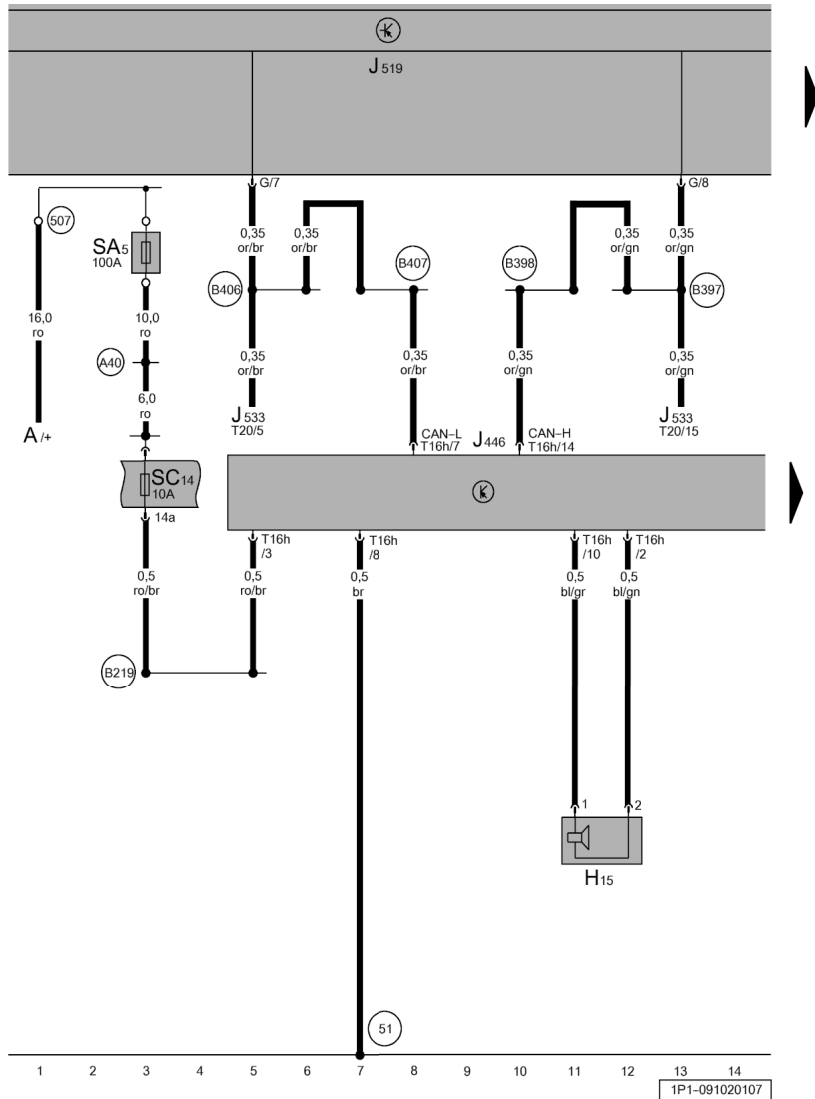 J 519
G/7
G/8
507
SA5
100A
0,35
or/br
0,35
or/br
0,35
or/gn
0,35
or/gn
B407
B398
B406
B397
16,0
ro
10,0
ro
A40
0,35
or/br
0,35
or/br
0,35
or/gn
0,35
or/gn
6,0
ro
A /+
J 533
T20/5
CAN-L
T16h/7
J 446
CAN-H
T16h/14
J 533
T20/15
SC14
10A
14a
T16h
/3
T16h
/8
T16h
/10
T16h
/2
0,5
ro/br
0,5
ro/br
0,5
br
0,5
bl/gr
0,5
bl/gn
B219
1
2
H15
51
1 2 3 4 5 6 7 8 9 10 11 12 13 14
1P1-091020107